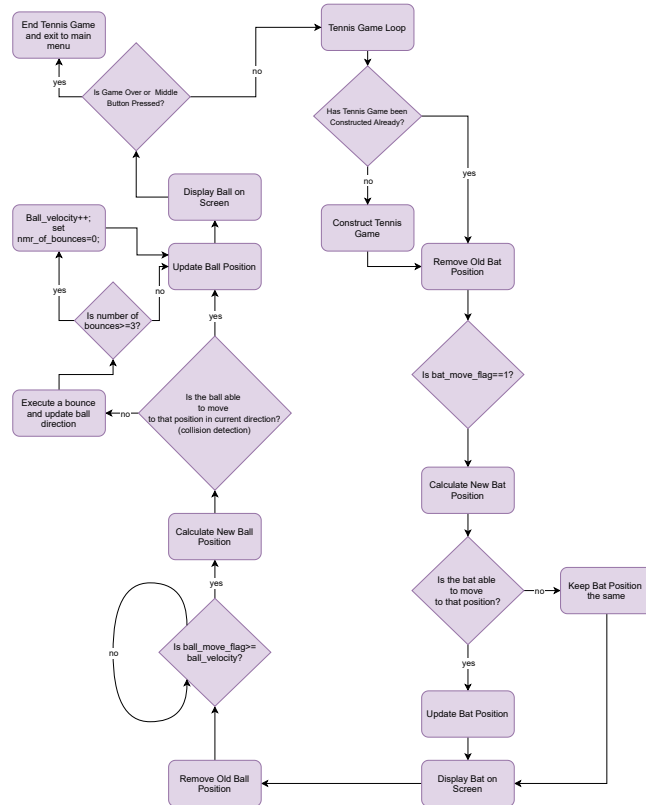 End Tennis Game
and exit to main
menu
yes
Is Game Over or Middle
Button Pressed?
no
Tennis Game Loop
Has Tennis Game been
Constructed Already?
no
yes
Construct Tennis
Game
Remove Old Bat
Position
Is bat_move_flag==1?
Calculate New Bat
Position
Is the bat able
to move
to that position?
no
Keep Bat Position
the same
yes
Update Bat Position
Display Bat on
Screen
Remove Old Ball
Position
Is ball_move_flag>=
ball_velocity?
no
yes
Calculate New Ball
Position
Is the ball able
to move
to that position in current direction?
(collision detection)
no
yes
Execute a bounce
and update ball
direction
Is number of
bounces>=3?
yes
no
Ball_velocity++;
set
nmr_of_bounces=0;
Update Ball Position
Display Ball on
Screen